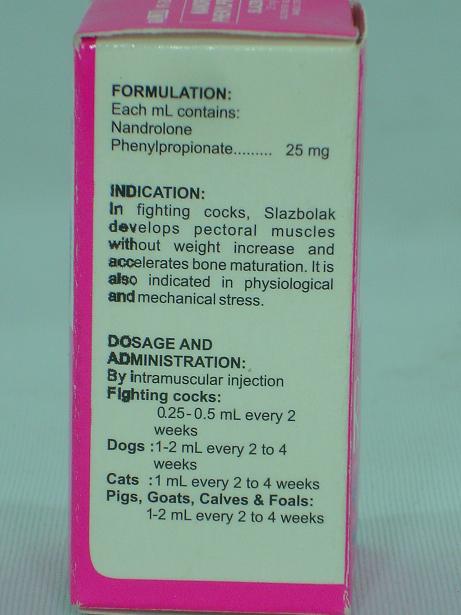 FORMULATION:
Each mL contains:
Nandrolone
Phenylpropionate......... 25 mg
INDICATION:
In fighting cocks, Slazbolak
develops pectoral muscles
without weight increase and
accelerates bone maturation. It is
also indicated in physiological
and mechanical stress.
DOSAGE AND
ADMINISTRATION:
By intramuscular injection
Fighting cocks:
0.25-0.5 mL every 2
weeks
Dogs :1-2 mL every 2 to 4
weeks
Cats :1 mL every 2 to 4 weeks
Pigs, Goats, Calves & Foals:
1-2 mL every 2 to 4 weeks